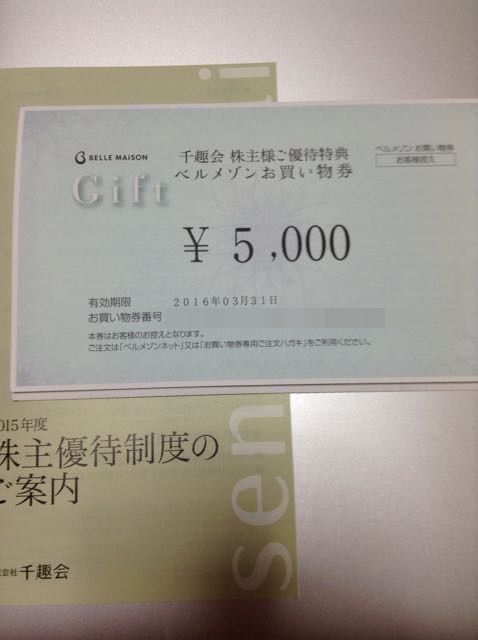 BELLE MAISON
Gift
千趣会 株主様ご優待特典
ベルメゾンお買い物券
ベルメゾン お買い物券
お客様控え
¥ 5,000
有効期限 2016年03月31日
お買い物券番号
本券はお客様のお控えとなります。
ご注文は「ベルメゾンネット」又は「お買い物券専用ご注文ハガキ」をご利用ください。
015年度
株主優待制度の
ご案内
式会社 千趣会
sen